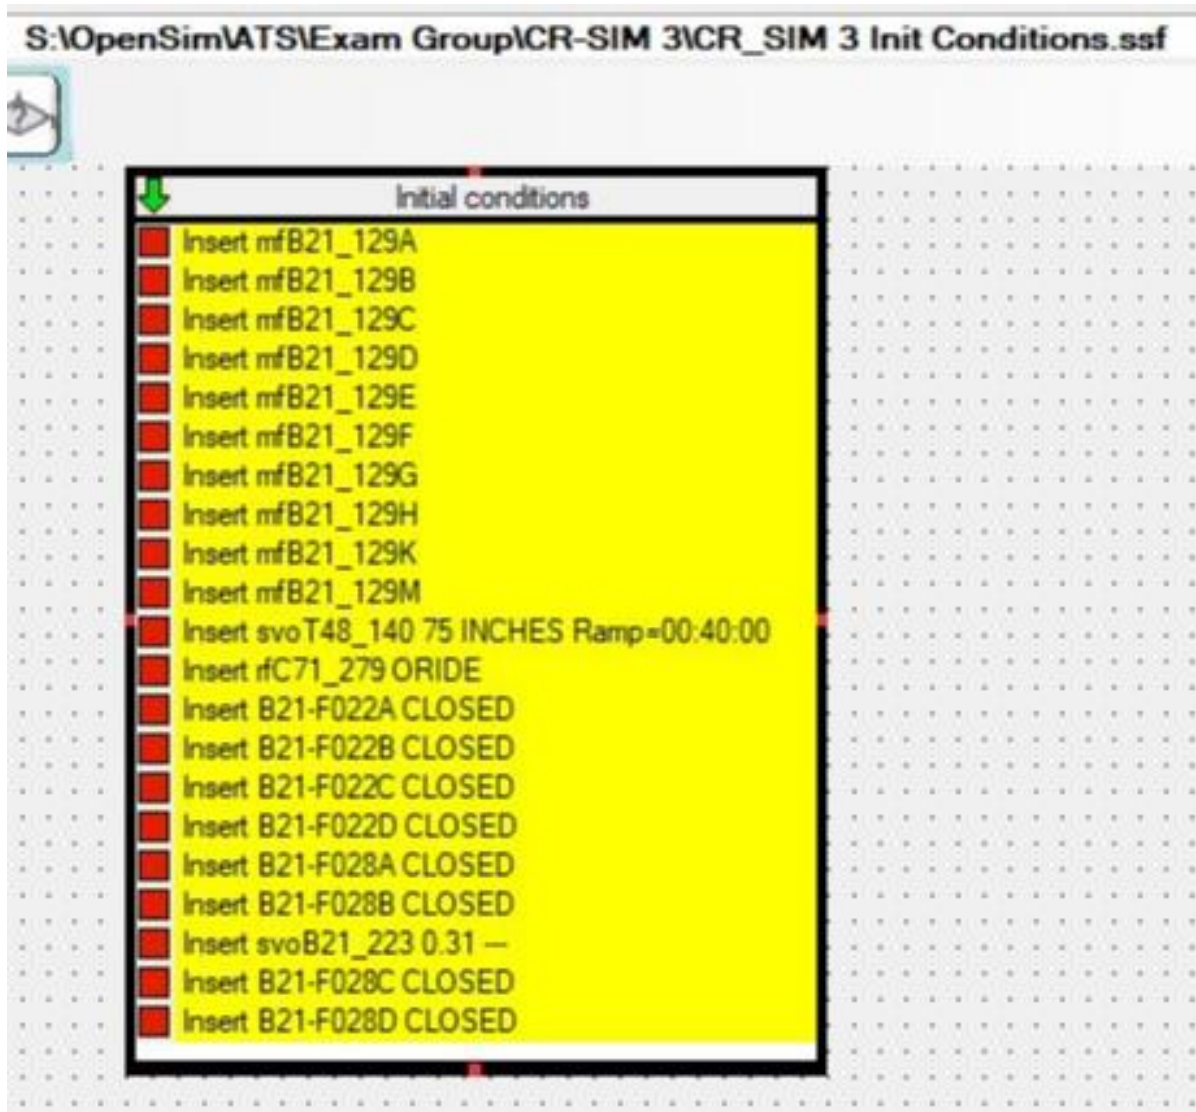 S:\OpenSim\ATS\Exam Group\CR-SIM 3\CR_SIM 3 Init Conditions.ssf
?
Initial conditions
Insert mfB21_129A
Insert mfB21_129B
Insert mfB21_129C
Insert mfB21_129D
Insert mfB21_129E
Insert mfB21_129F
Insert mfB21_129G
Insert mfB21_129H
Insert mfB21_129K
Insert mfB21_129M
Insert svoT48_140 75 INCHES Ramp=00:40:00
Insert rfC71_279 ORIDE
Insert B21-F022A CLOSED
Insert B21-F022B CLOSED
Insert B21-F022C CLOSED
Insert B21-F022D CLOSED
Insert B21-F028A CLOSED
Insert B21-F028B CLOSED
Insert svoB21_223 0.31 ---
Insert B21-F028C CLOSED
Insert B21-F028D CLOSED